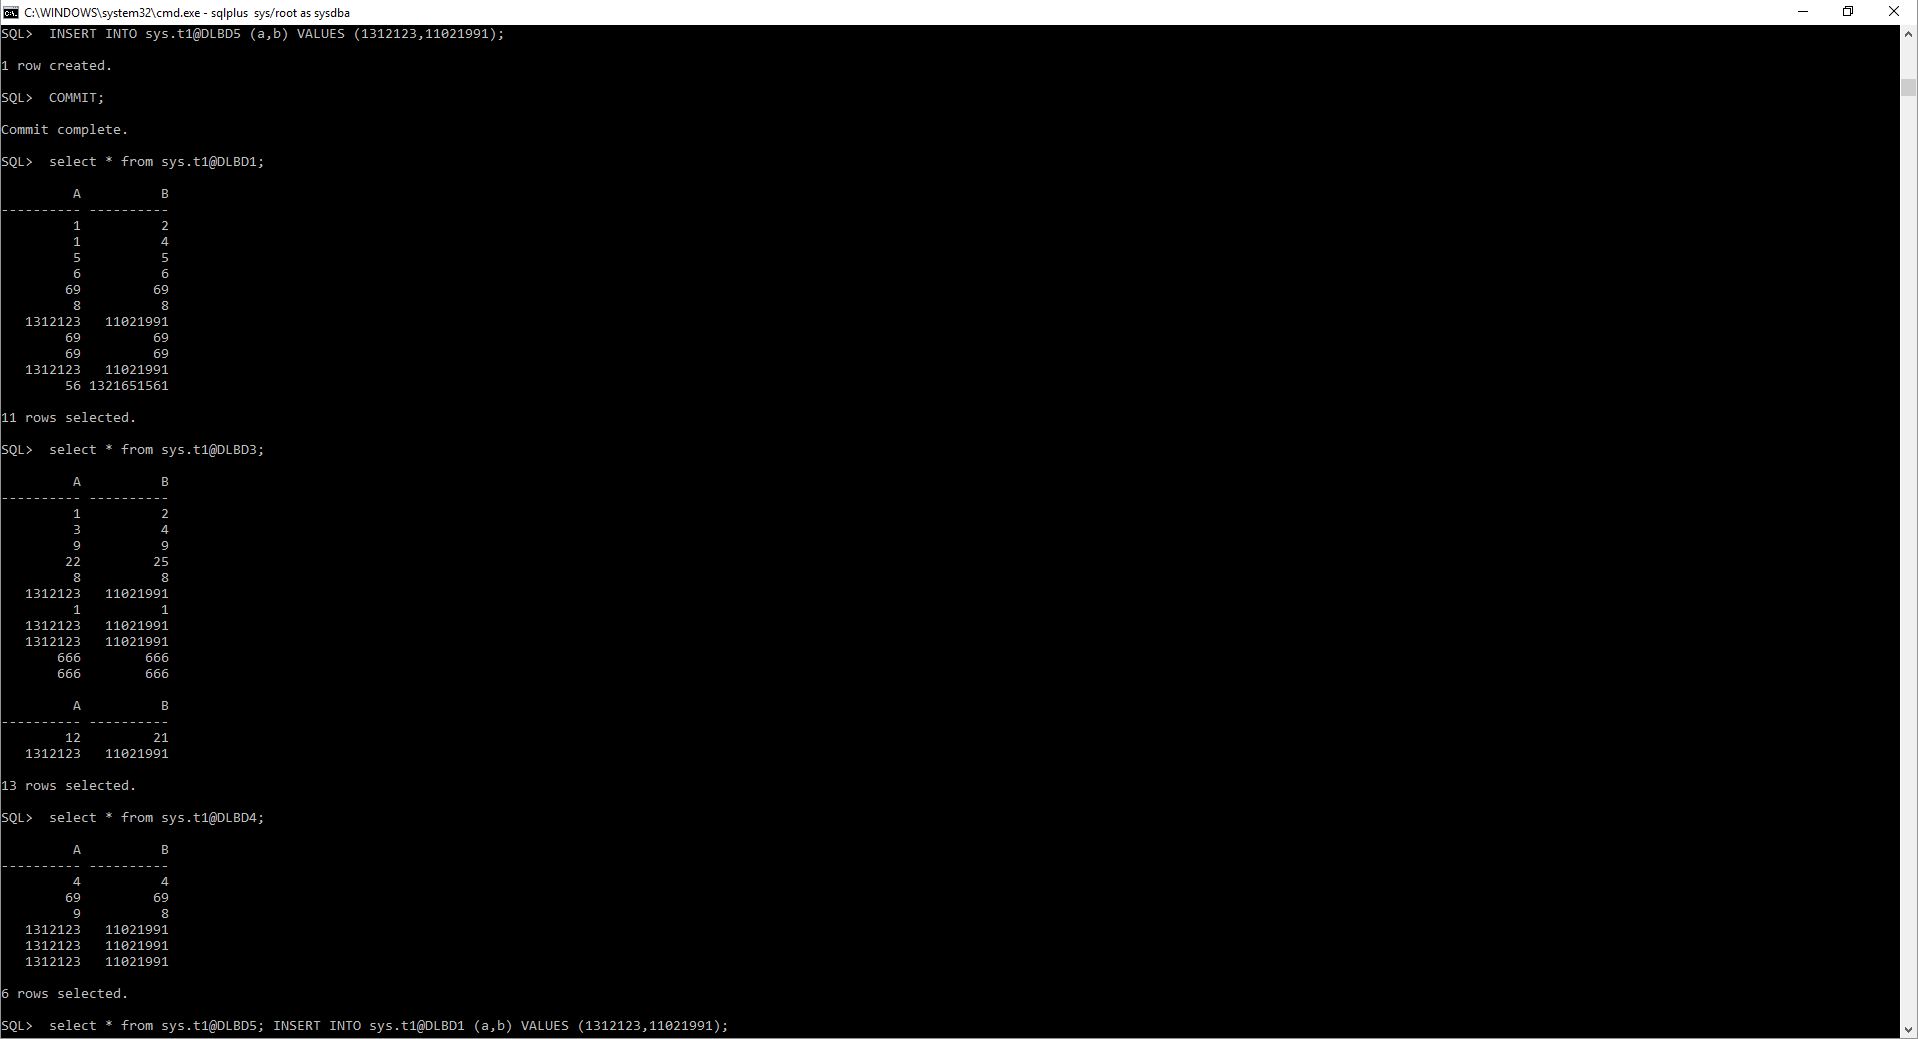 C:\WINDOWS\system32\cmd.exe - sqlplus  sys/root as sysdba
SQL>  INSERT INTO sys.t1@DLBD5 (a,b) VALUES (1312123,11021991);
1 row created.
SQL>  COMMIT;
Commit complete.
SQL>  select * from sys.t1@DLBD1;
         A          B
---------- ----------
         1          2
         1          4
         5          5
         6          6
        69         69
         8          8
   1312123   11021991
        69         69
        69         69
   1312123   11021991
        56 1321651561
11 rows selected.
SQL>  select * from sys.t1@DLBD3;
         A          B
---------- ----------
         1          2
         3          4
         9          9
        22         25
         8          8
   1312123   11021991
         1          1
   1312123   11021991
   1312123   11021991
       666        666
       666        666
         A          B
---------- ----------
        12         21
   1312123   11021991
13 rows selected.
SQL>  select * from sys.t1@DLBD4;
         A          B
---------- ----------
         4          4
        69         69
         9          8
   1312123   11021991
   1312123   11021991
   1312123   11021991
6 rows selected.
SQL>  select * from sys.t1@DLBD5; INSERT INTO sys.t1@DLBD1 (a,b) VALUES (1312123,11021991);